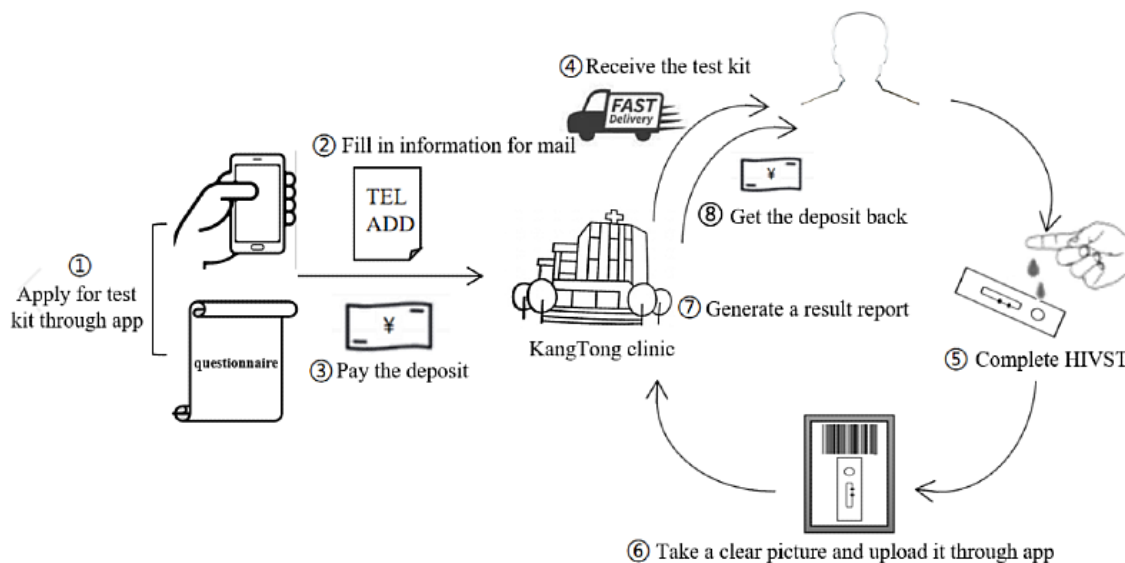 ① Apply for test
kit through app
questionnaire
② Fill in information for mail
TEL
ADD
¥
③ Pay the deposit
KangTong clinic
④ Receive the test kit
FAST
Delivery
⑤ Complete HIVST
⑥ Take a clear picture and upload it through app
⑦ Generate a result report
¥
⑧ Get the deposit back